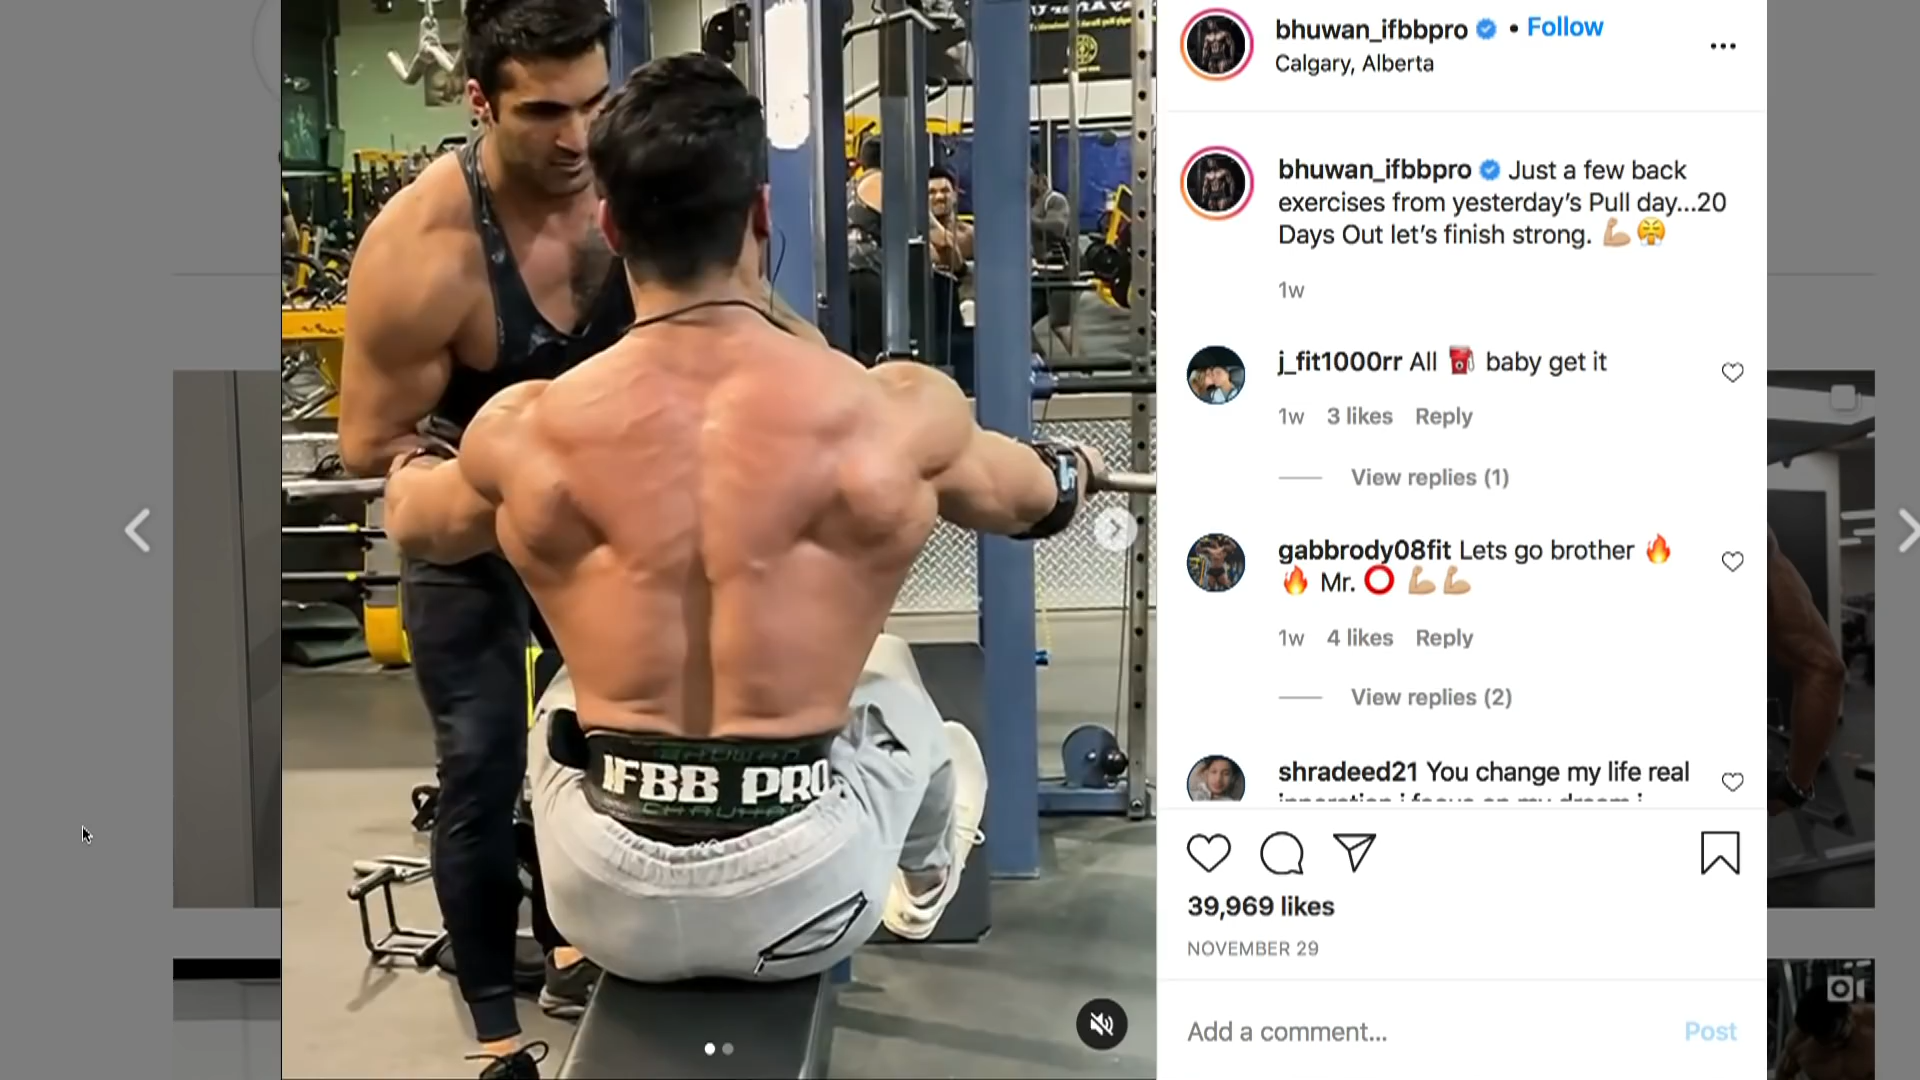 bhuwan_ifbbpro • Follow
Calgary, Alberta
bhuwan_ifbbpro Just a few back
exercises from yesterday's Pull day...20
Days Out let's finish strong. 💪🏼😤
1w
j_fit1000rr All ⛽ baby get it
1w 3 likes Reply
View replies (1)
gabbrody08fit Lets go brother 🔥
🔥 Mr. ⭕ 💪🏼💪🏼
1w 4 likes Reply
View replies (2)
shradeed21 You change my life real
39,969 likes
NOVEMBER 29
Add a comment... Post
BHUWAN
IFBB PRO
CHAUHAN